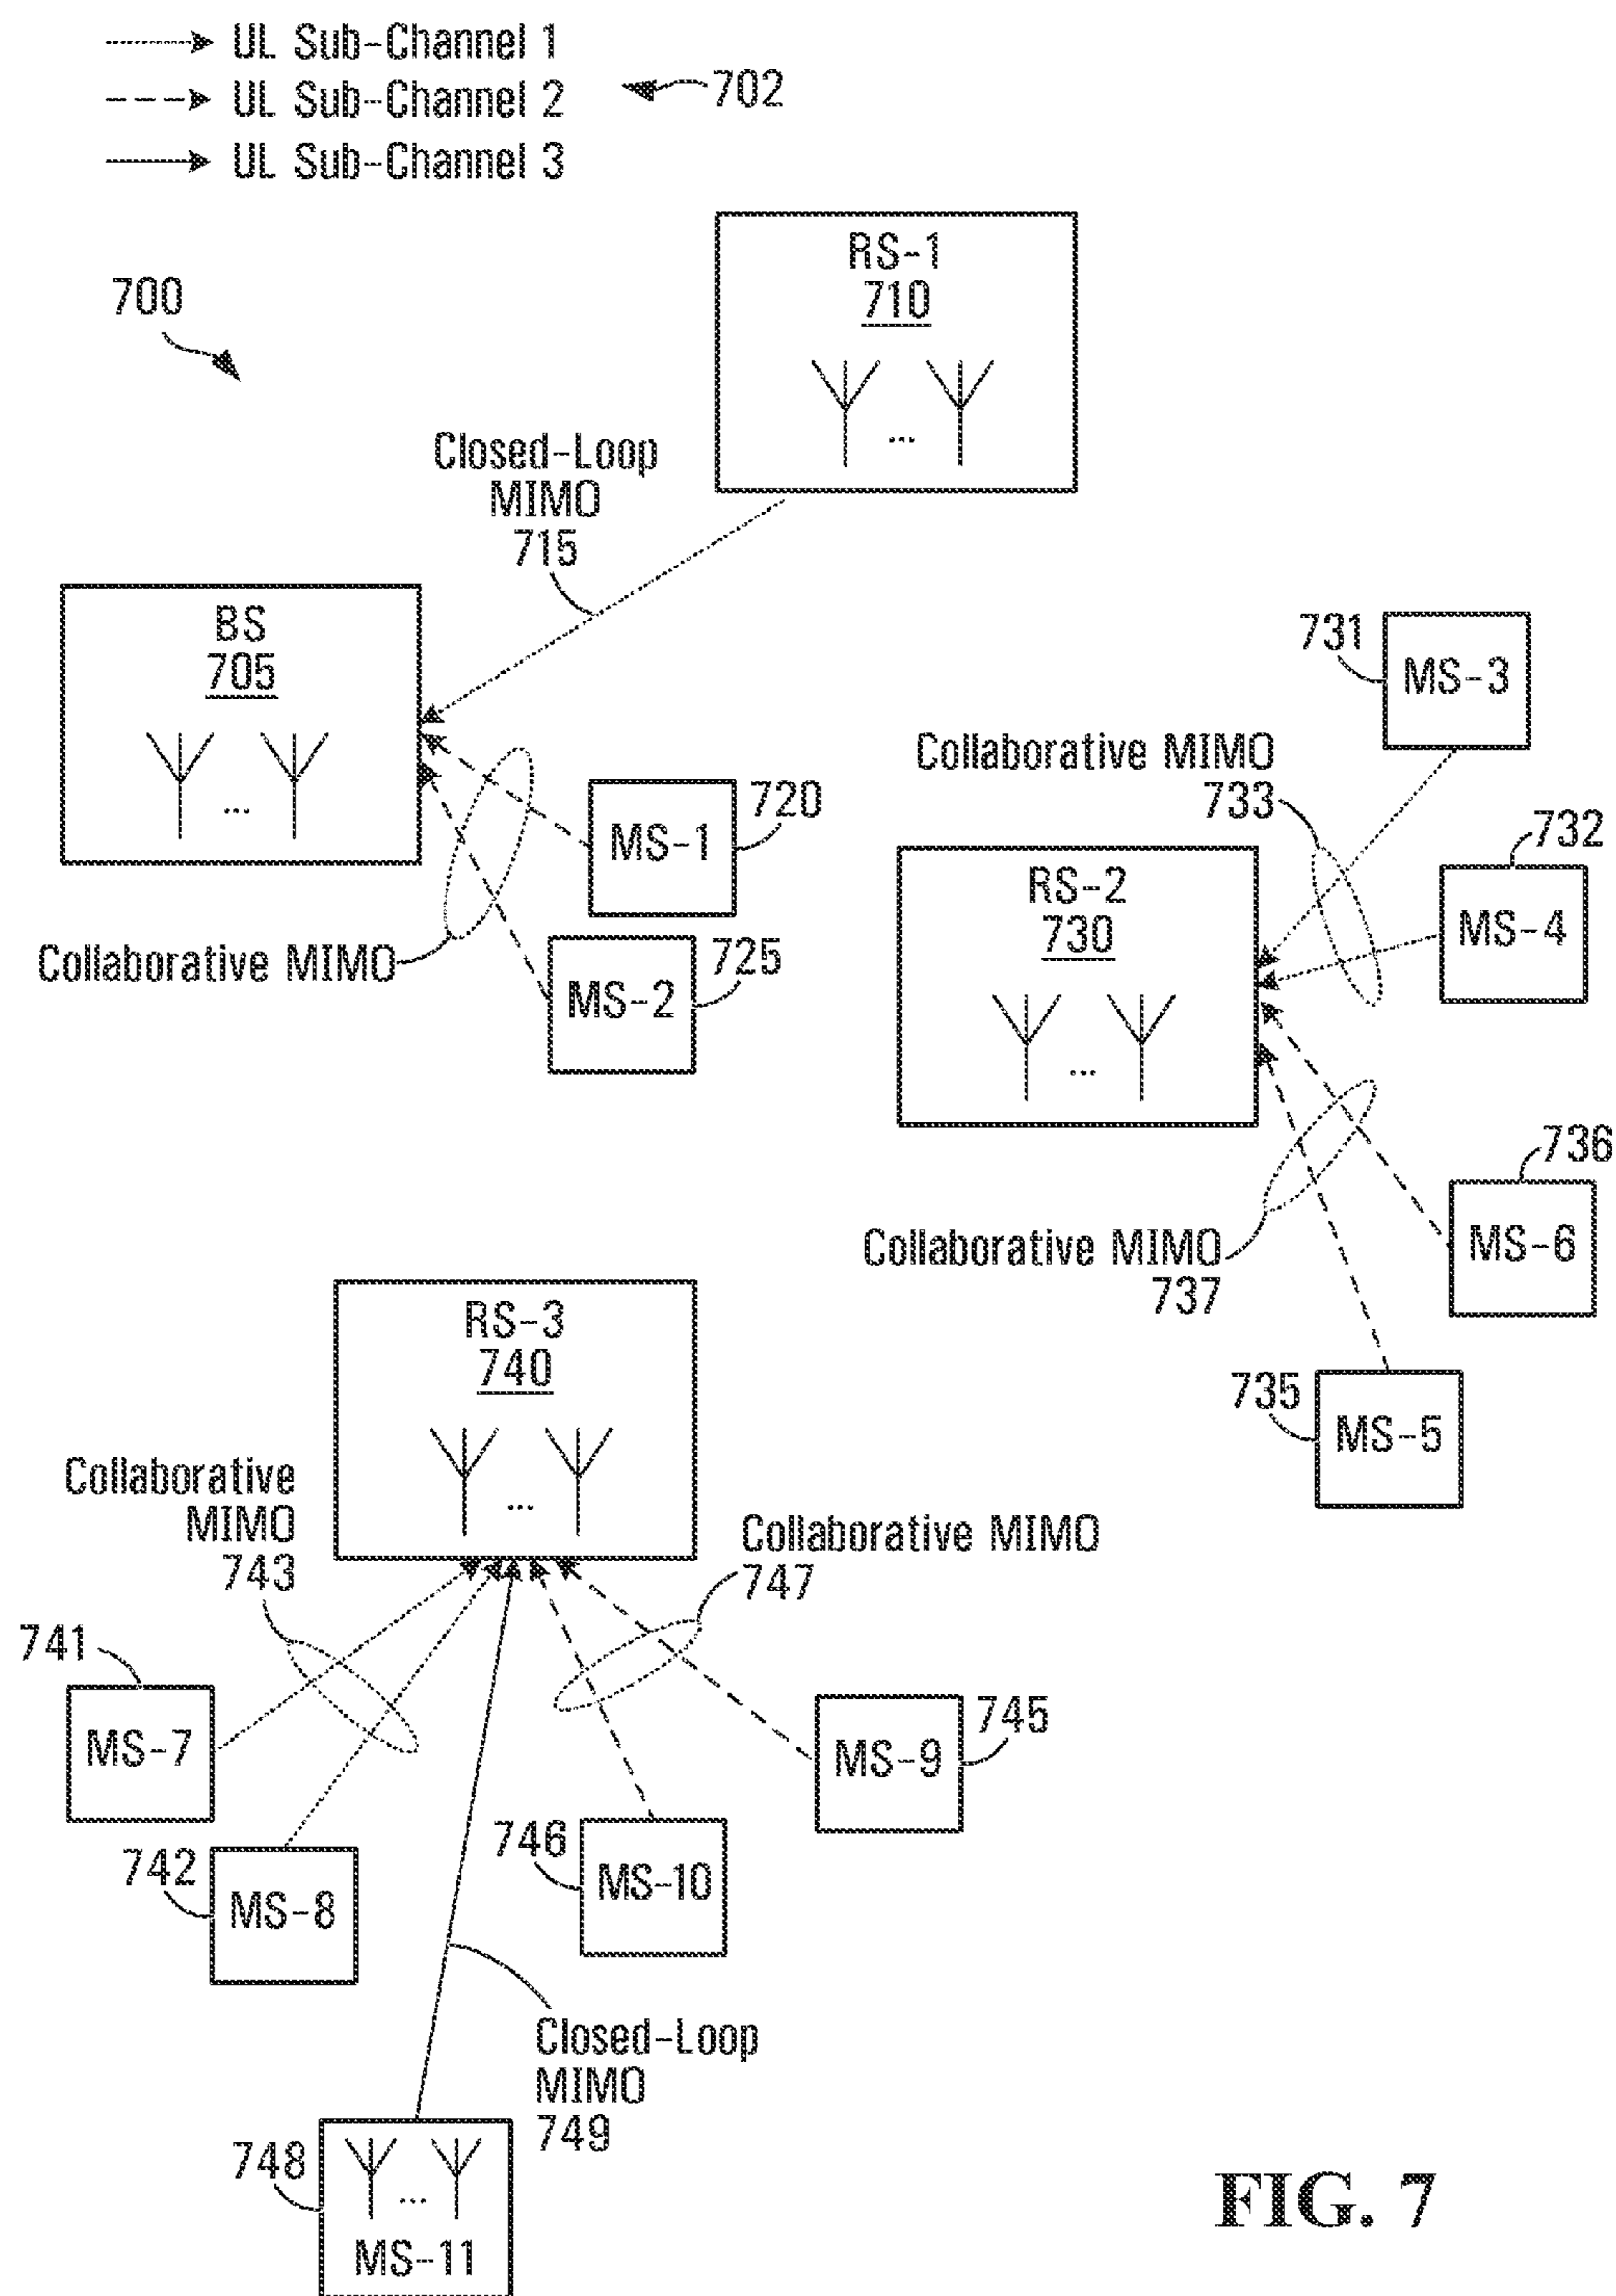 UL Sub-Channel 1
UL Sub-Channel 2
UL Sub-Channel 3
702
700
RS-1
710
...
Closed-Loop
MIMO
715
BS
705
...
731
MS-3
Collaborative MIMO
733
720
MS-1
732
MS-4
RS-2
730
...
Collaborative MIMO
725
MS-2
736
MS-6
Collaborative MIMO
737
RS-3
740
...
735
MS-5
Collaborative
MIMO
743
Collaborative MIMO
747
741
MS-7
745
MS-9
742
MS-8
746
MS-10
Closed-Loop
MIMO
749
748
...
MS-11
FIG. 7